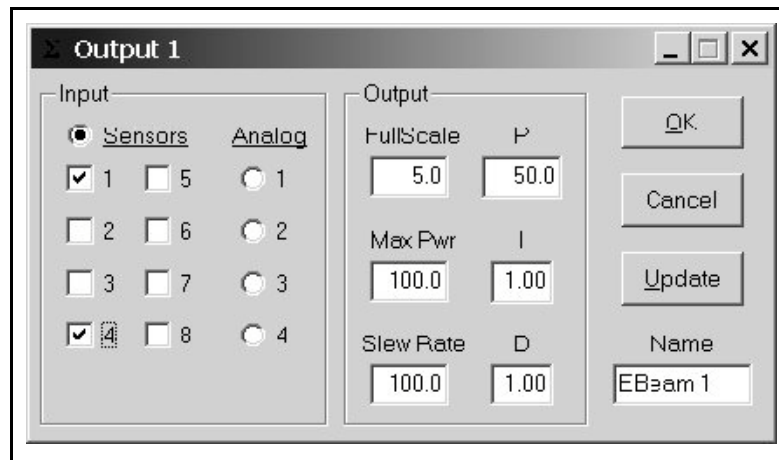 Σ Output 1
Input
Sensors Analog
1 5 1
2 6 2
3 7 3
4 8 4
Output
FullScale P
5.0 50.0
Max Pwr I
100.0 1.00
Slew Rate D
100.0 1.00
OK
Cancel
Update
Name
EBeam 1